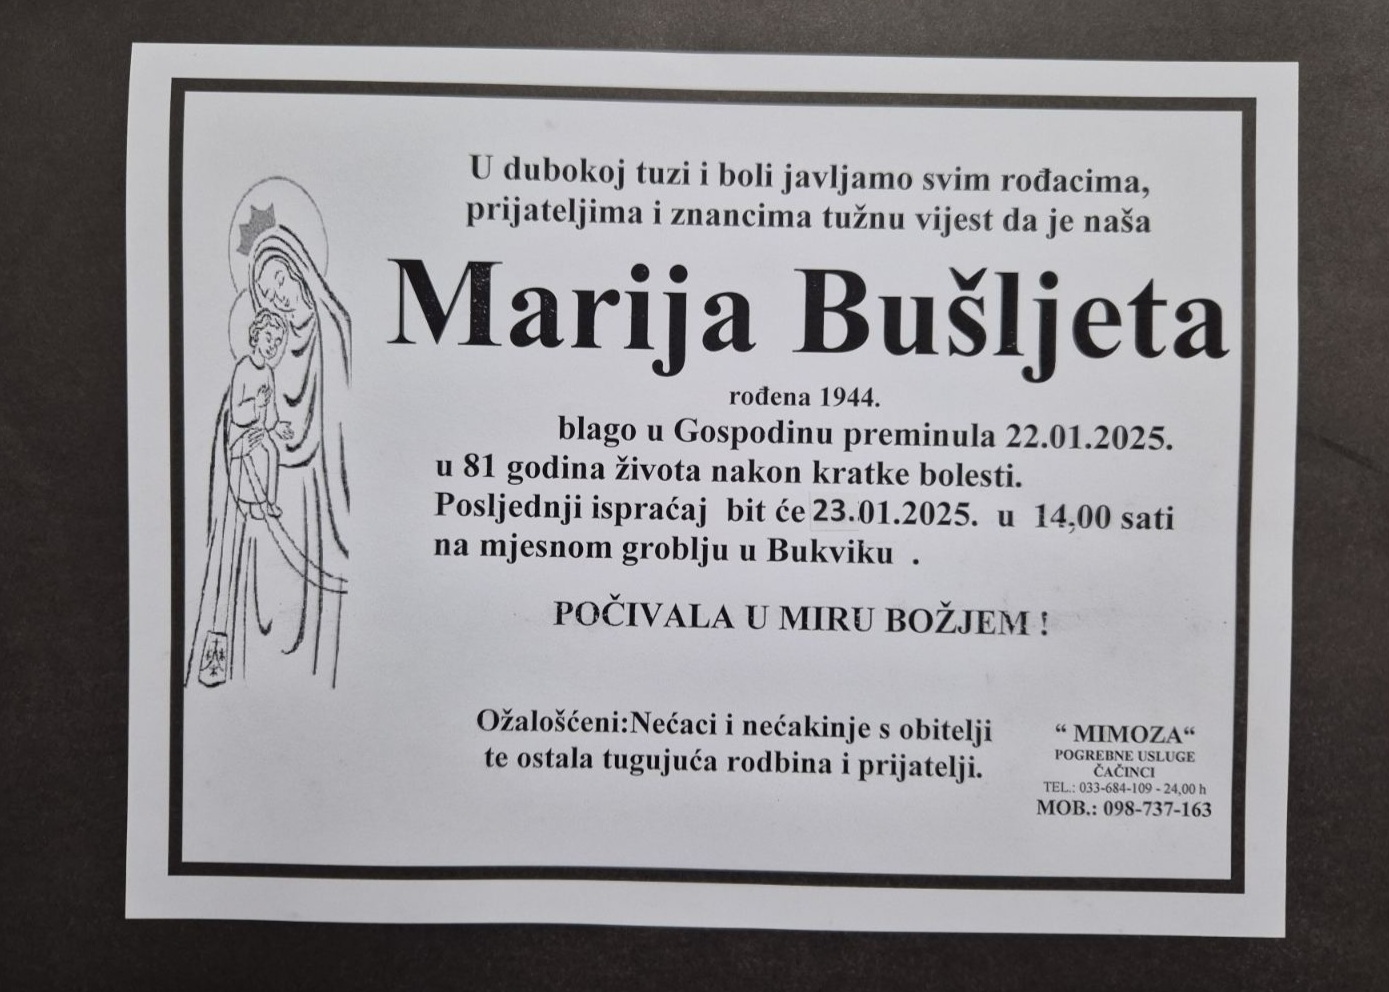 U dubokoj tuzi i boli javljamo svim rođacima,
prijateljima i znancima tužnu vijest da je naša
Marija Bušljeta
rođena 1944.
blago u Gospodinu preminula 22.01.2025.
u 81 godina života nakon kratke bolesti.
Posljednji ispraćaj bit će 23.01.2025. u 14,00 sati
na mjesnom groblju u Bukviku .
POČIVALA U MIRU BOŽJEM !
Ožalošćeni:Nećaci i nećakinje s obitelji
te ostala tugujuća rodbina i prijatelji.
“ MIMOZA“
POGREBNE USLUGE
ČAČINCI
TEL.: 033-684-109 - 24,00 h
MOB.: 098-737-163